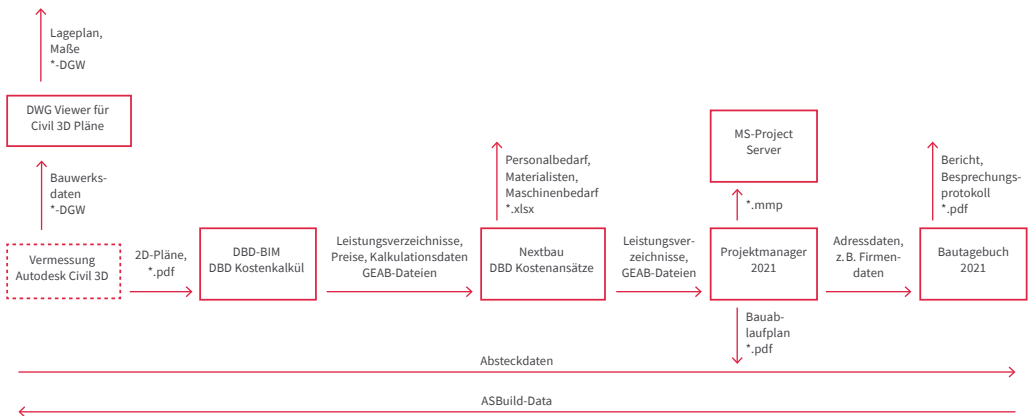 Lageplan,
Maße
*-DGW
DWG Viewer für
Civil 3D Pläne
Bauwerks-
daten
*-DGW
Vermessung
Autodesk Civil 3D
2D-Pläne,
*.pdf
DBD-BIM
DBD Kostenkalkül
Leistungsverzeichnisse,
Preise, Kalkulationsdaten
GEAB-Dateien
Personalbedarf,
Materialisten,
Maschinenbedarf
*.xlsx
Nextbau
DBD Kostenansätze
Leistungsver-
zeichnisse,
GEAB-Dateien
MS-Project
Server
*.mmp
Projektmanager
2021
Bauab-
laufplan
*.pdf
Adressdaten,
z. B. Firmen-
daten
Bericht,
Besprechungs-
protokoll
*.pdf
Bautagebuch
2021
Absteckdaten
ASBuild-Data